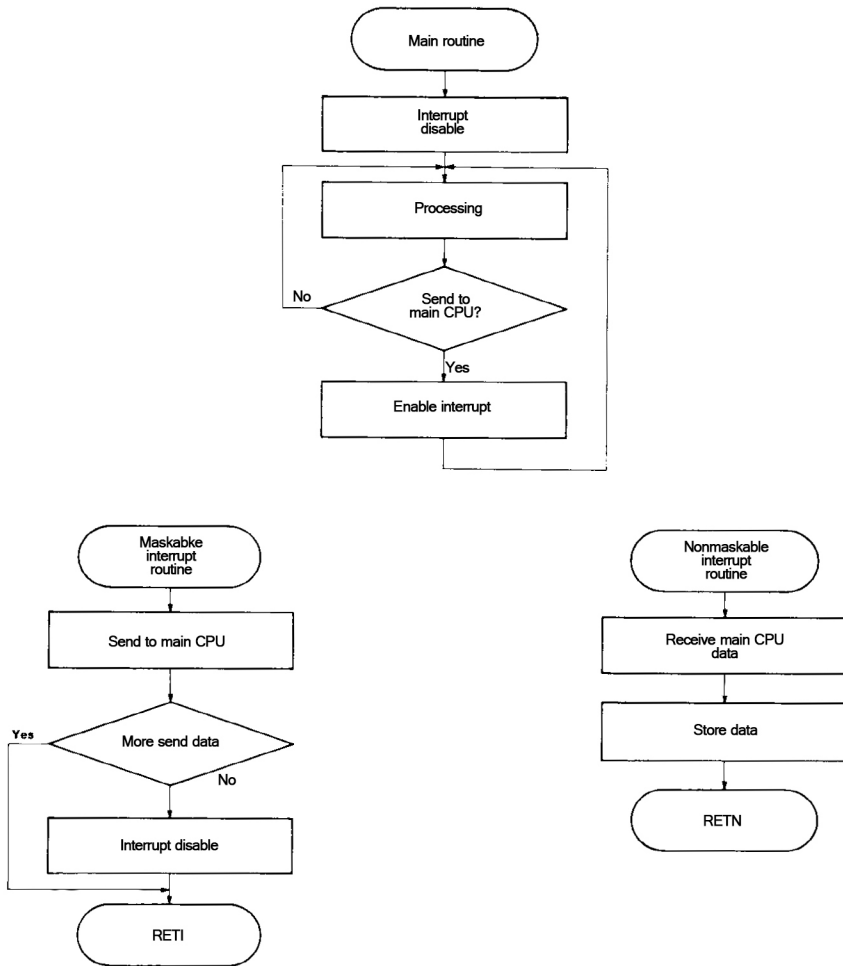 Main routine
Interrupt
disable
Processing
Send to
main CPU?
No
Yes
Enable interrupt
Maskabke
interrupt
routine
Send to main CPU
More send data
Yes
No
Interrupt disable
RETI
Nonmaskable
interrupt
routine
Receive main CPU
data
Store data
RETN